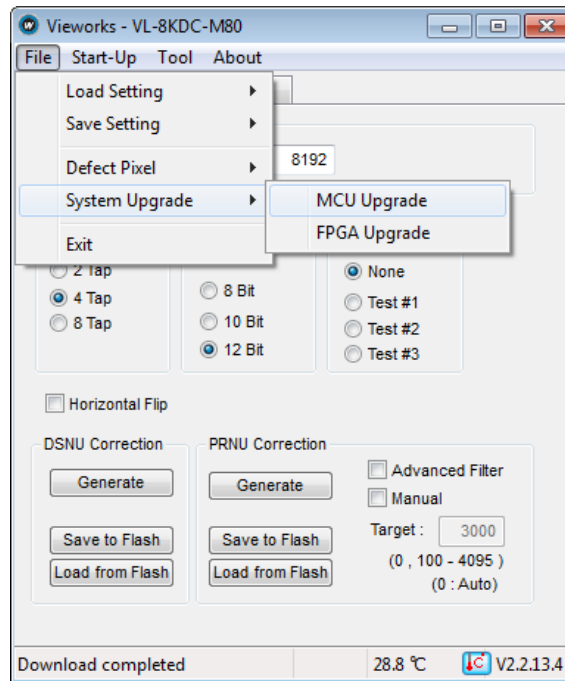 Vieworks - VL-8KDC-M80
File Start-Up Tool About
Load Setting
Save Setting
Defect Pixel
System Upgrade
Exit
MCU Upgrade
FPGA Upgrade
8192
2 Tap
4 Tap
8 Tap
8 Bit
10 Bit
12 Bit
None
Test #1
Test #2
Test #3
Horizontal Flip
DSNU Correction
Generate
Save to Flash
Load from Flash
PRNU Correction
Generate
Save to Flash
Load from Flash
Advanced Filter
Manual
Target : 3000
(0 , 100 - 4095 )
(0 : Auto)
Download completed 28.8 ℃ C V2.2.13.4